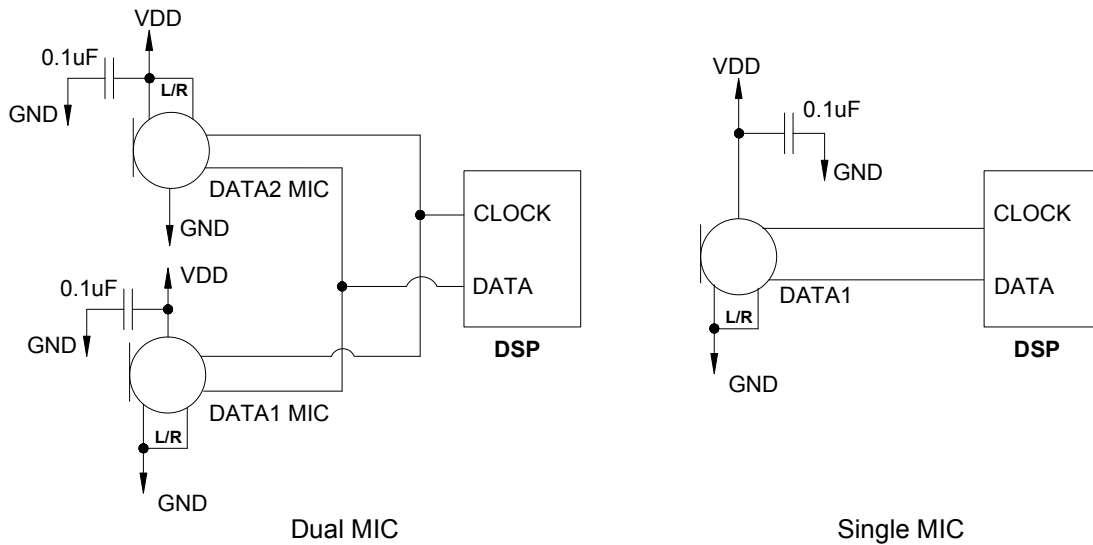 VDD
0.1uF
L/R
GND
DATA2 MIC
GND
VDD
0.1uF
GND
DATA1 MIC
L/R
GND
CLOCK
DATA
DSP
Dual MIC
VDD
0.1uF
GND
CLOCK
DATA
DATA1
L/R
GND
DSP
Single MIC